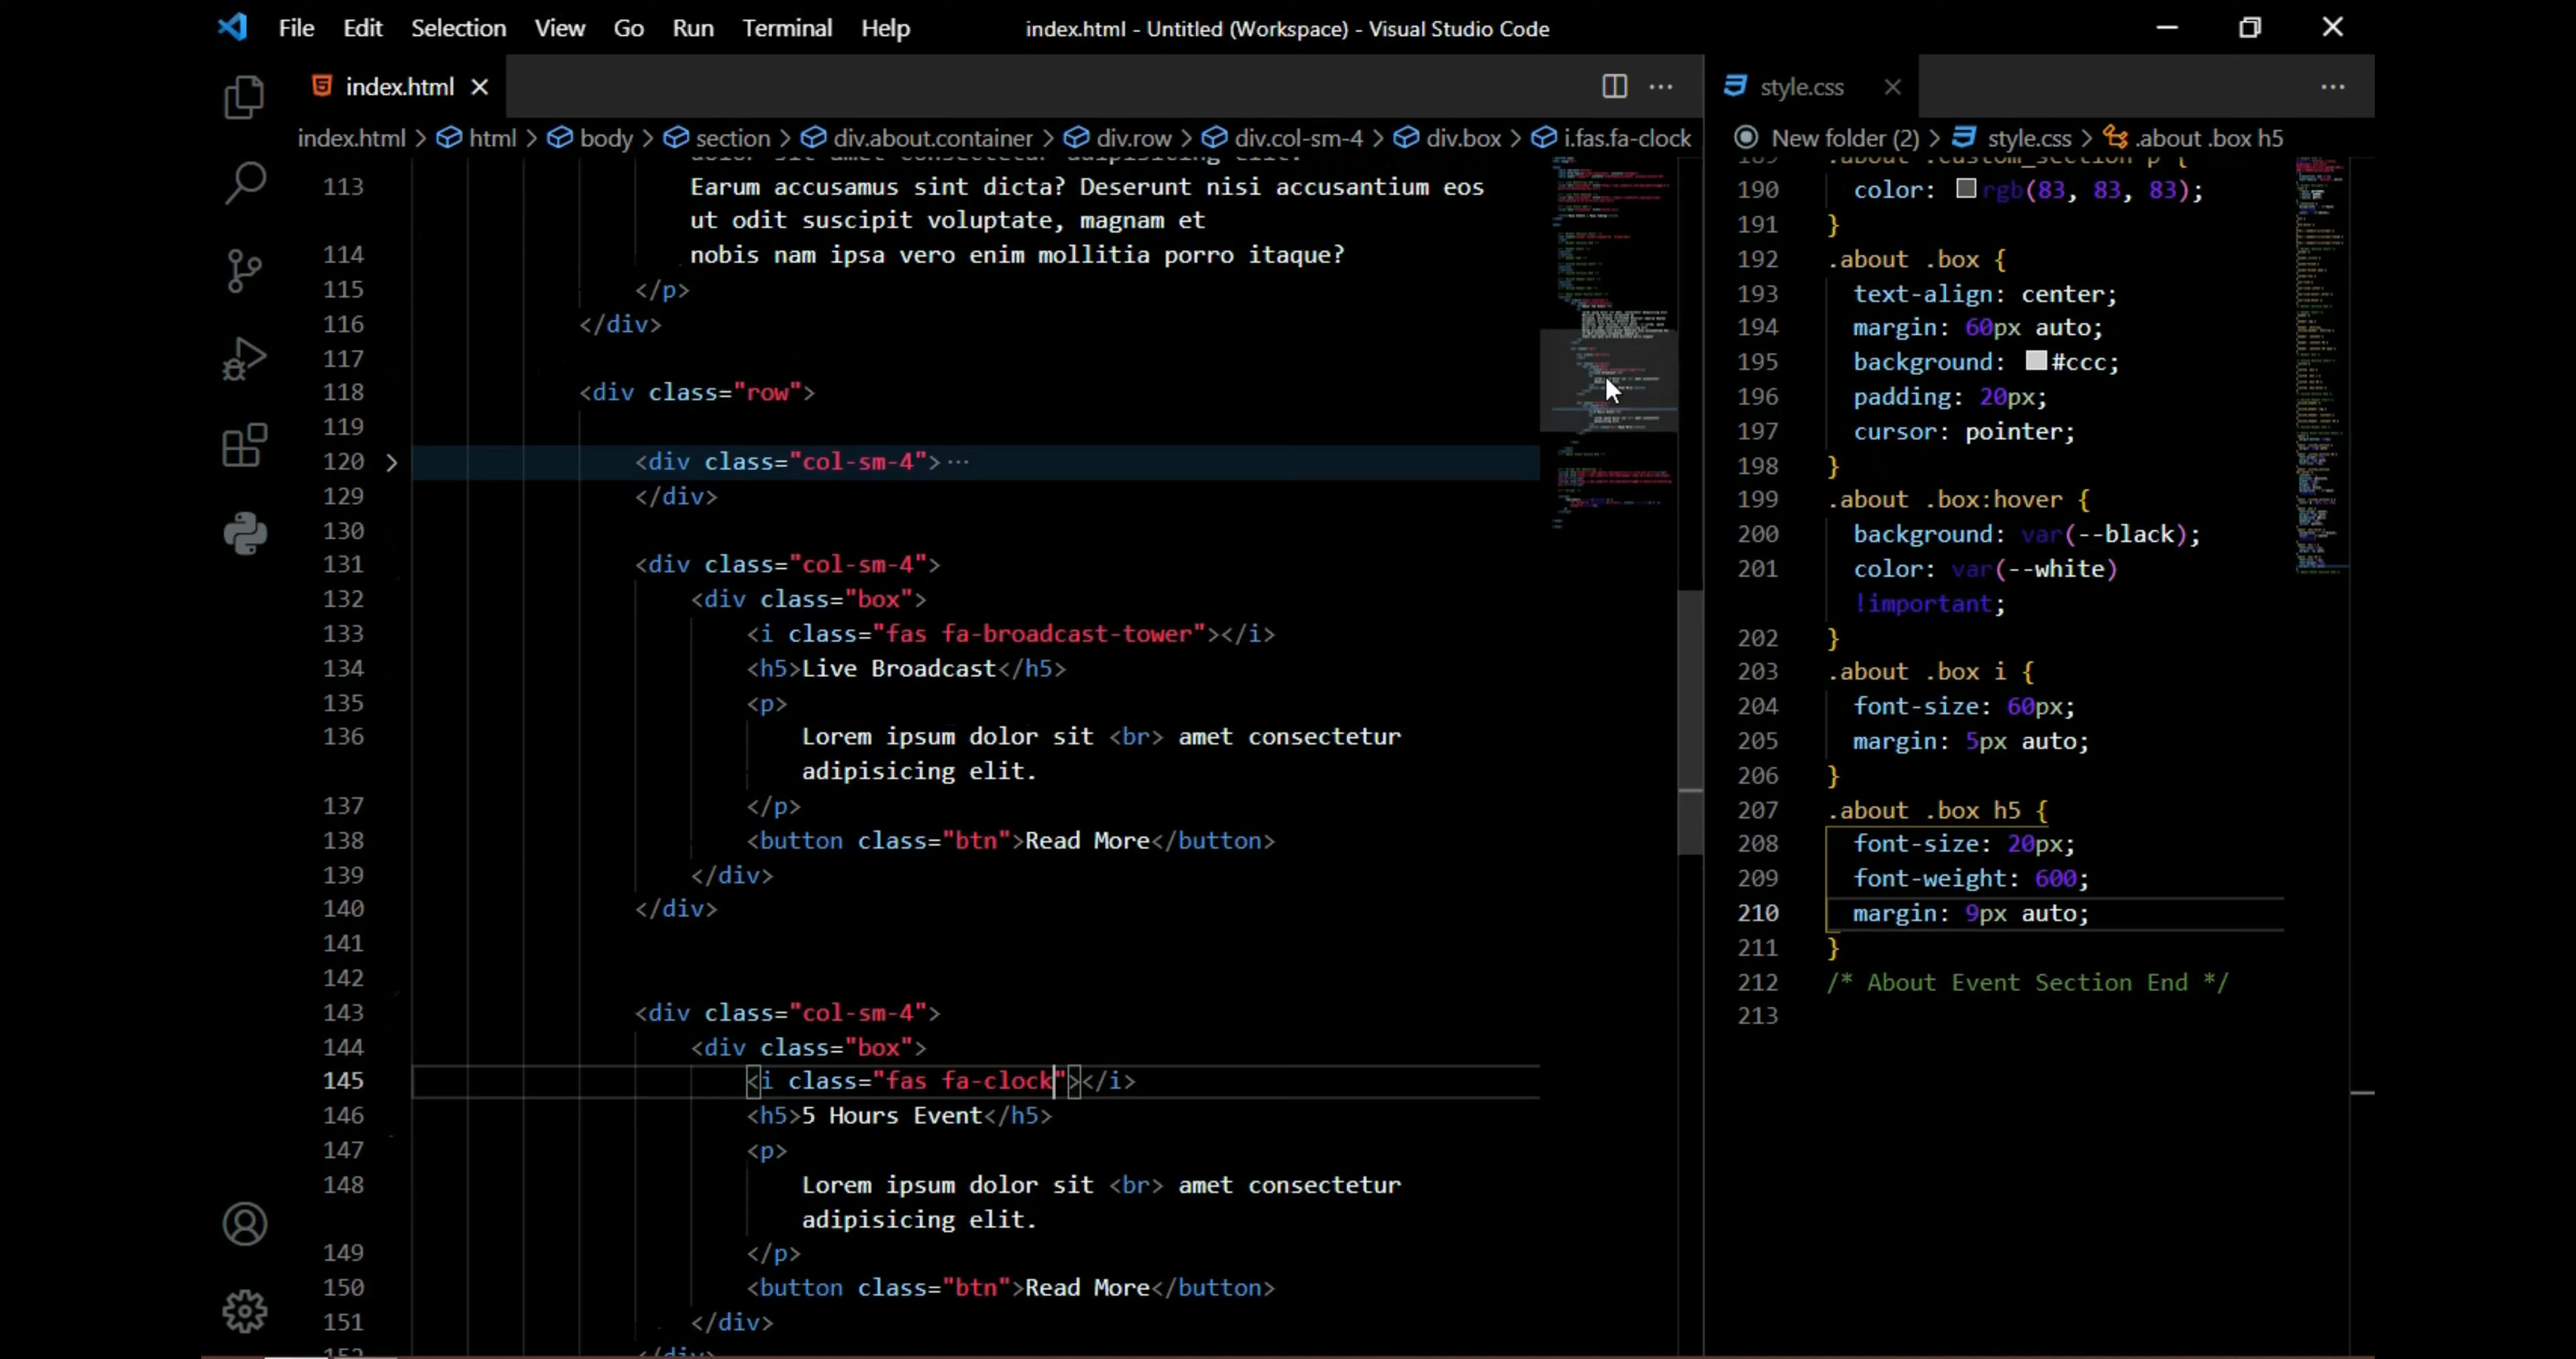 File Edit Selection View Go Run Terminal Help
index.html - Untitled (Workspace) - Visual Studio Code
index.html
index.html > html > body > section > div.about.container > div.row > div.col-sm-4 > div.box > i.fas.fa-clock
dolor sit amet consectetur adipisicing elit.
113 Earum accusamus sint dicta? Deserunt nisi accusantium eos
ut odit suscipit voluptate, magnam et
114 nobis nam ipsa vero enim mollitia porro itaque?
115 </p>
116 </div>
117
118 <div class="row">
119
120 <div class="col-sm-4">···
129 </div>
130
131 <div class="col-sm-4">
132 <div class="box">
133 <i class="fas fa-broadcast-tower"></i>
134 <h5>Live Broadcast</h5>
135 <p>
136 Lorem ipsum dolor sit <br> amet consectetur
adipisicing elit.
137 </p>
138 <button class="btn">Read More</button>
139 </div>
140 </div>
141
142
143 <div class="col-sm-4">
144 <div class="box">
145 <i class="fas fa-clock"></i>
146 <h5>5 Hours Event</h5>
147 <p>
148 Lorem ipsum dolor sit <br> amet consectetur
adipisicing elit.
149 </p>
150 <button class="btn">Read More</button>
151 </div>
152 </div>
style.css
New folder (2) > style.css > .about .box h5
189 .about .custom_section p {
190 color: rgb(83, 83, 83);
191 }
192 .about .box {
193 text-align: center;
194 margin: 60px auto;
195 background: #ccc;
196 padding: 20px;
197 cursor: pointer;
198 }
199 .about .box:hover {
200 background: var(--black);
201 color: var(--white)
!important;
202 }
203 .about .box i {
204 font-size: 60px;
205 margin: 5px auto;
206 }
207 .about .box h5 {
208 font-size: 20px;
209 font-weight: 600;
210 margin: 9px auto;
211 }
212 /* About Event Section End */
213